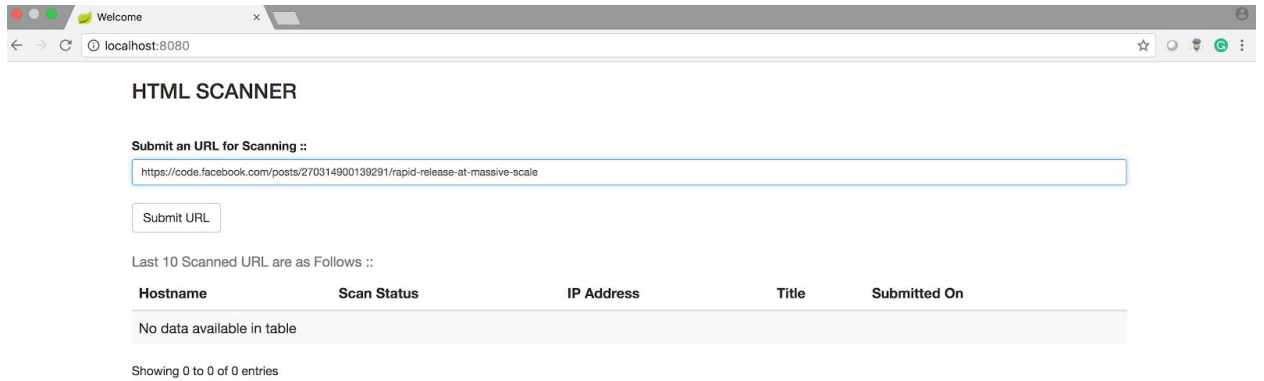 Welcome
localhost:8080
HTML SCANNER
Submit an URL for Scanning ::
https://code.facebook.com/posts/270314900139291/rapid-release-at-massive-scale
Submit URL
Last 10 Scanned URL are as Follows ::
Hostname Scan Status IP Address Title Submitted On
No data available in table
Showing 0 to 0 of 0 entries